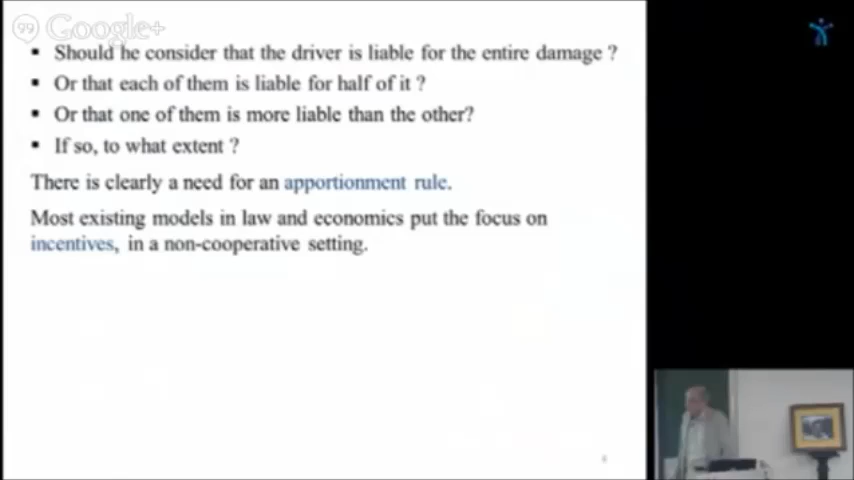 99 Google+
▪ Should he consider that the driver is liable for the entire damage ?
▪ Or that each of them is liable for half of it ?
▪ Or that one of them is more liable than the other?
▪ If so, to what extent ?
There is clearly a need for an apportionment rule.
Most existing models in law and economics put the focus on
incentives, in a non-cooperative setting.